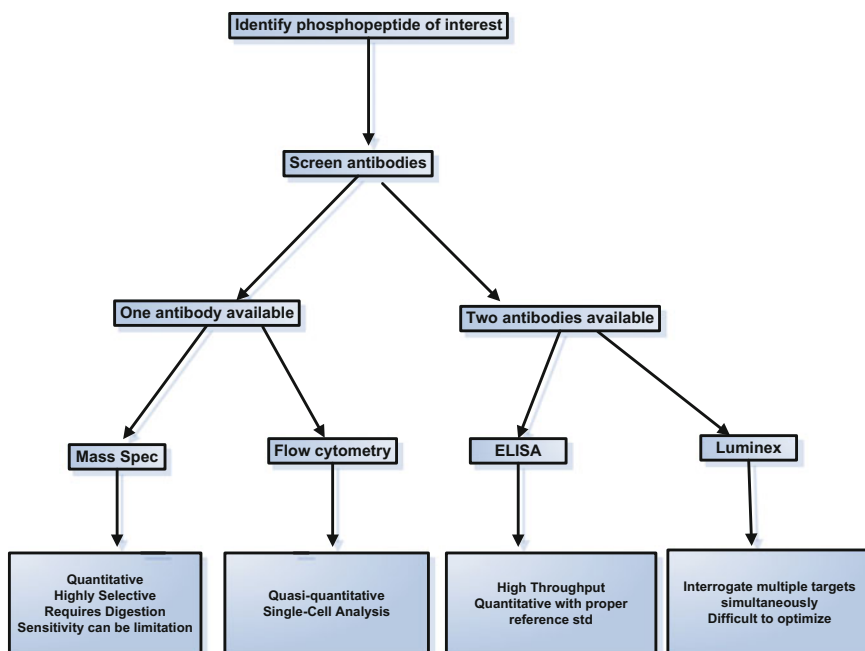 Identify phosphopeptide of interest
Screen antibodies
One antibody available
Two antibodies available
Mass Spec
Flow cytometry
ELISA
Luminex
Quantitative
Highly Selective
Requires Digestion
Sensitivity can be limitation
Quasi-quantitative
Single-Cell Analysis
High Throughput
Quantitative with proper
reference std
Interrogate multiple targets
simultaneously
Difficult to optimize